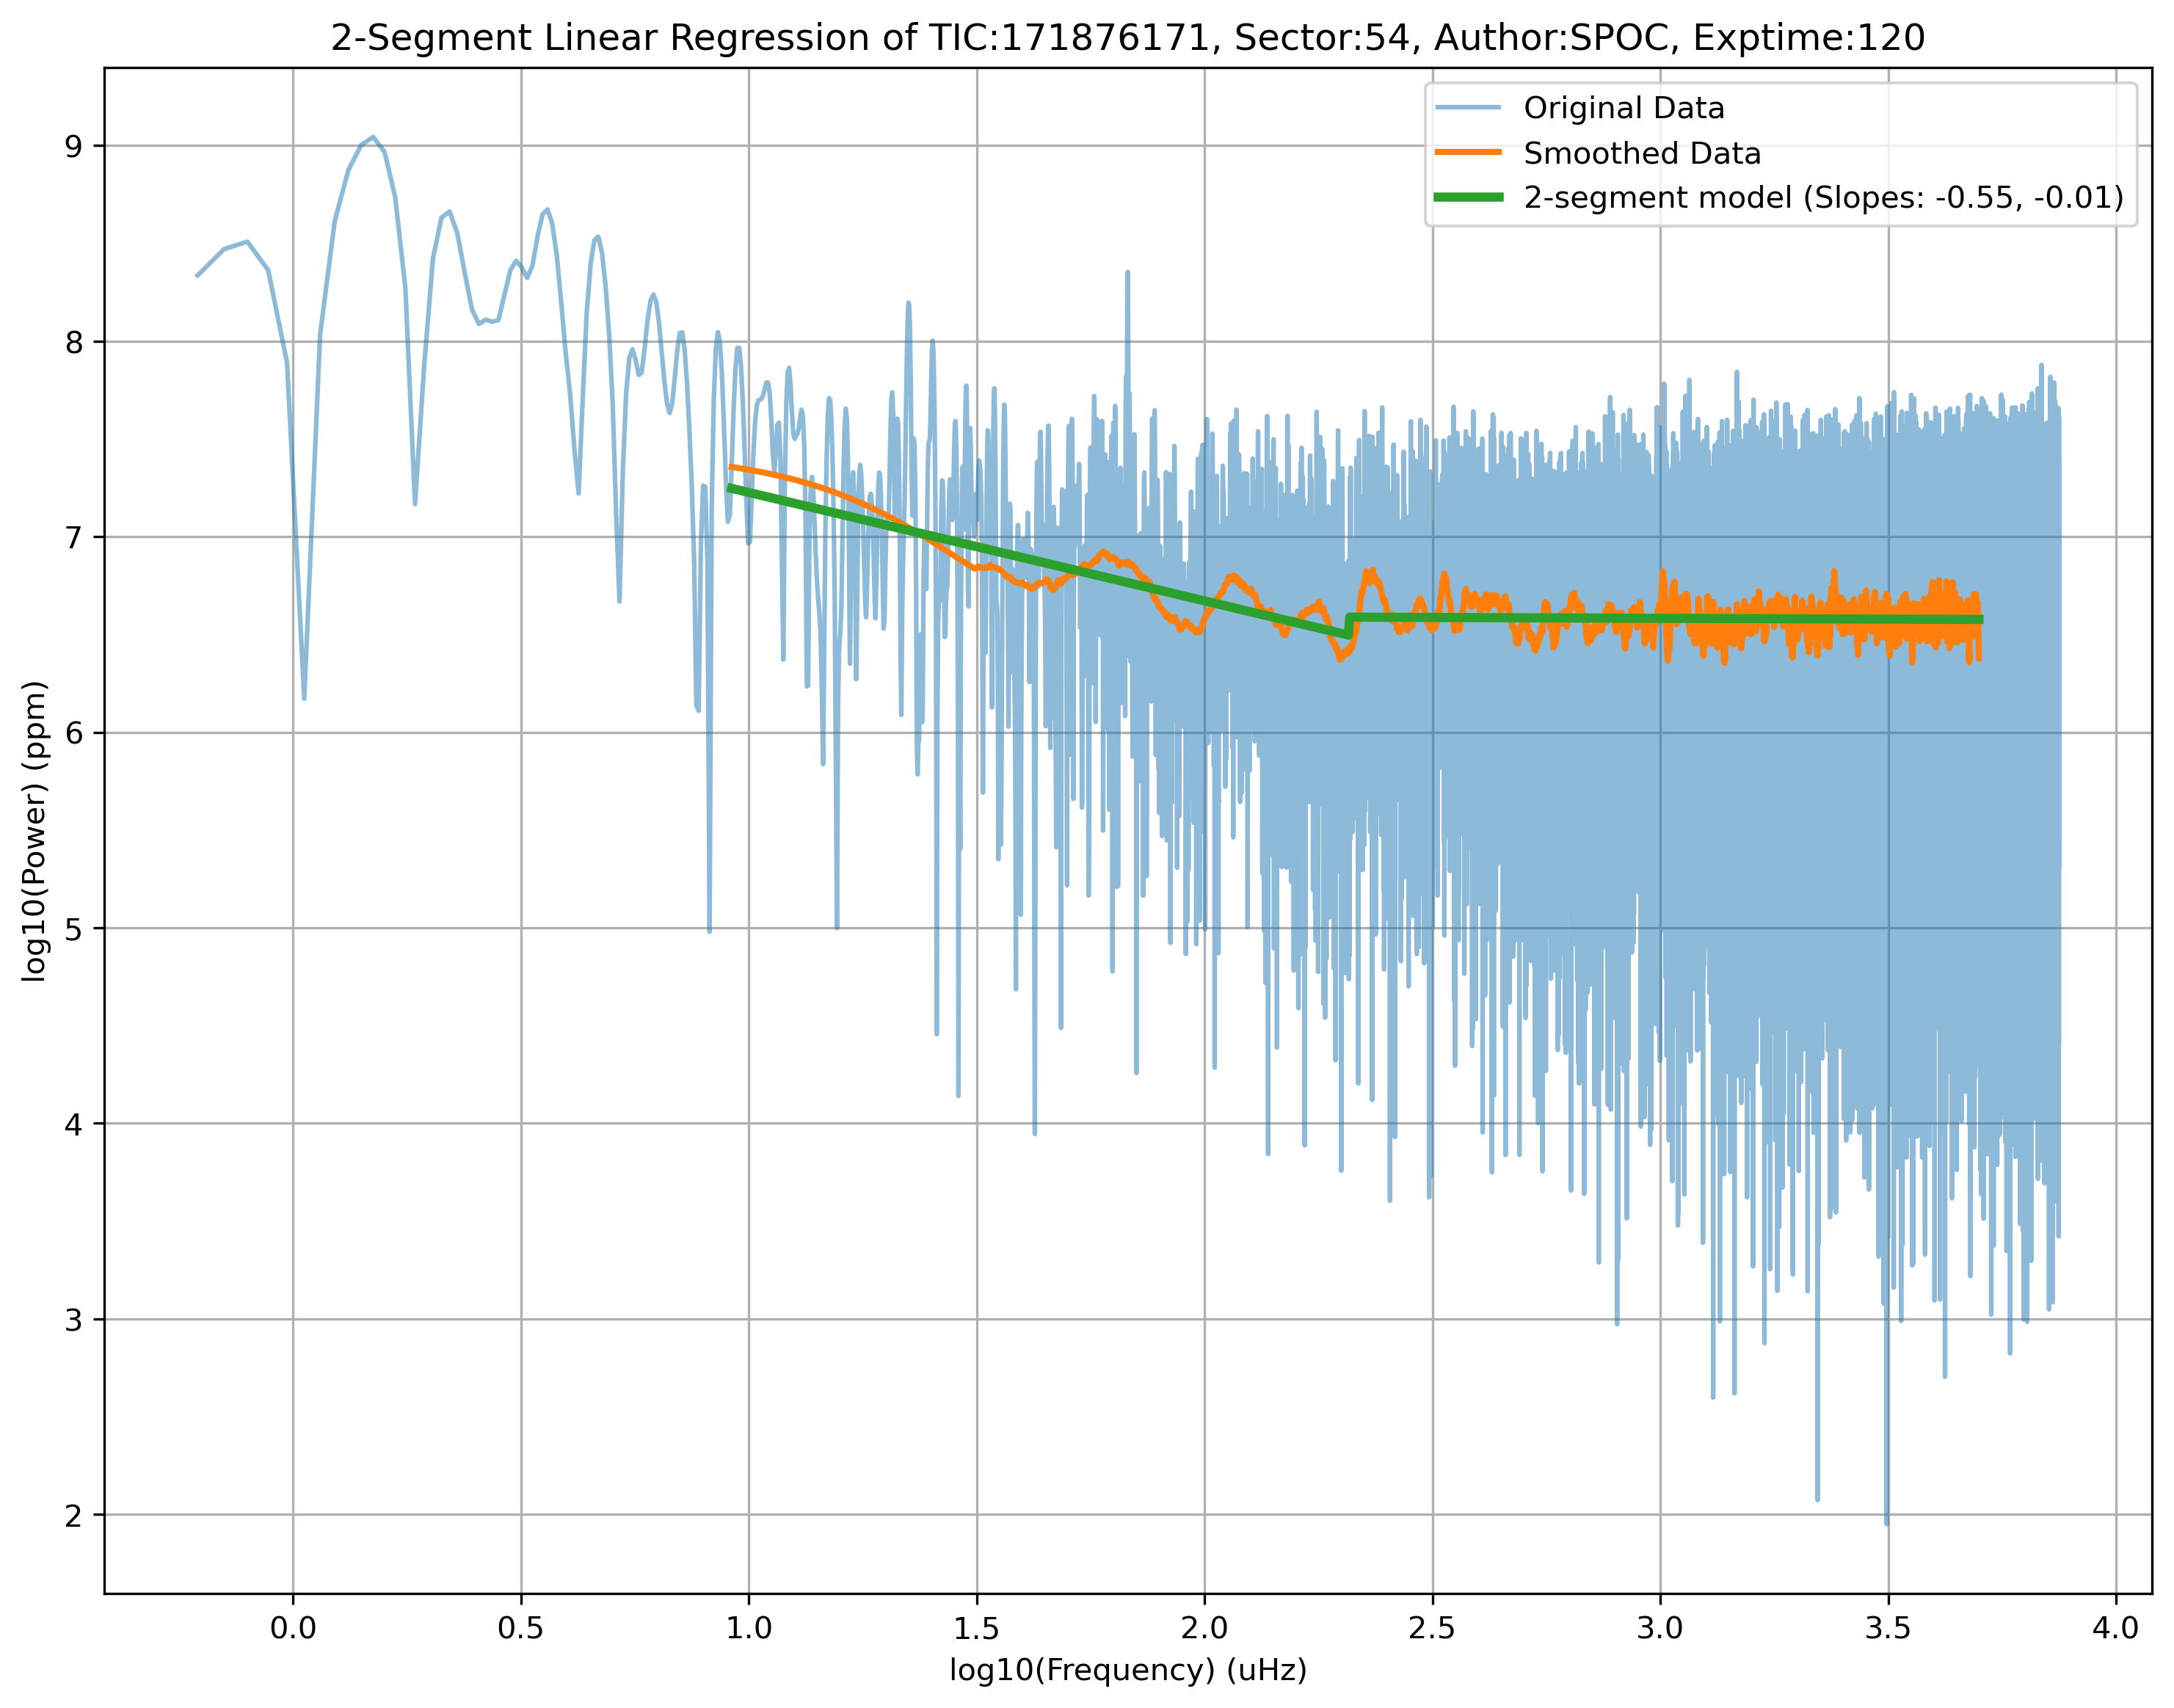 2-Segment Linear Regression of TIC:171876171, Sector:54, Author:SPOC, Exptime:120
Original Data
Smoothed Data
2-segment model (Slopes: -0.55, -0.01)
log10(Power) (ppm)
9
8
7
6
5
4
3
2
0.0 0.5 1.0 1.5 2.0 2.5 3.0 3.5 4.0
log10(Frequency) (uHz)